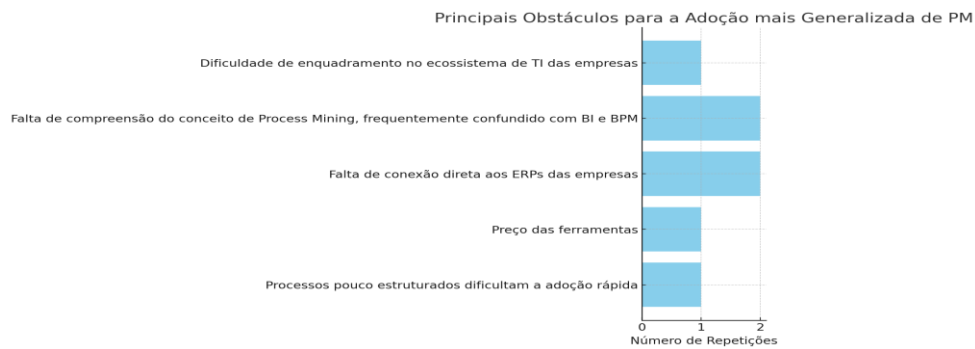 Principais Obstáculos para a Adoção mais Generalizada de PM
Dificuldade de enquadramento no ecossistema de TI das empresas
Falta de compreensão do conceito de Process Mining, frequentemente confundido com BI e BPM
Falta de conexão direta aos ERPs das empresas
Preço das ferramentas
Processos pouco estruturados dificultam a adoção rápida
0 1 2
Número de Repetições